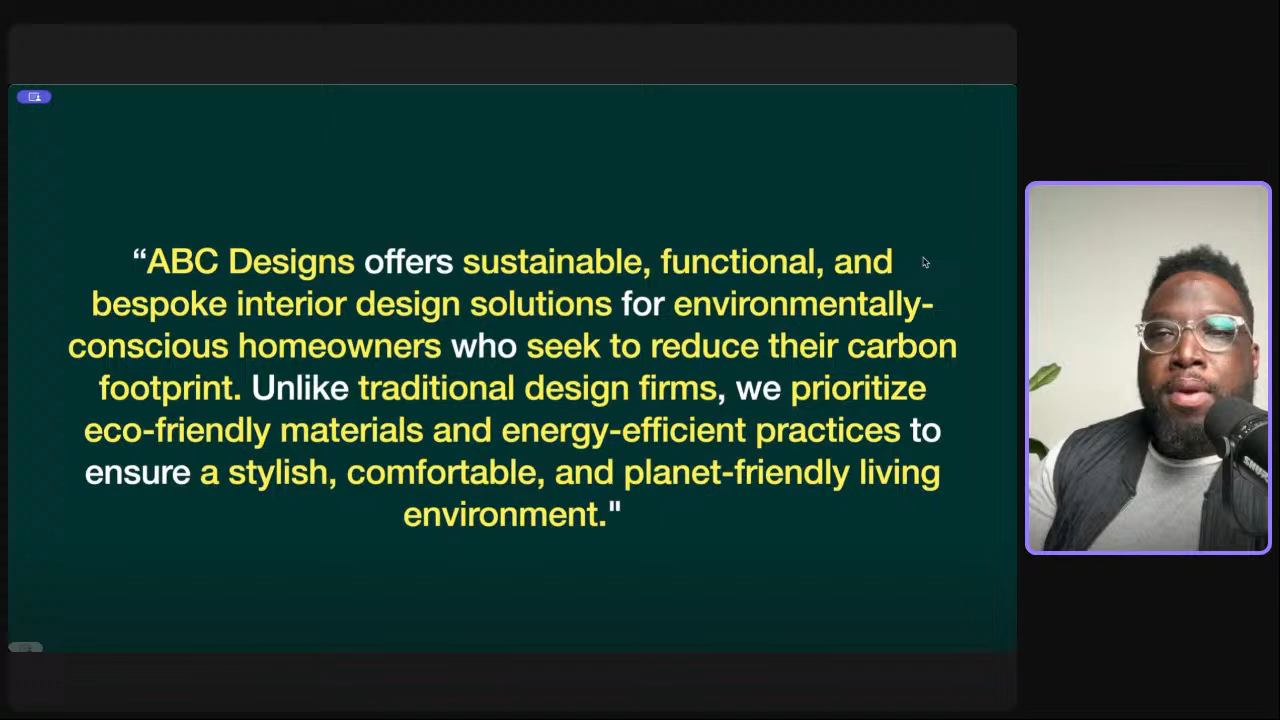 “ABC Designs offers sustainable, functional, and
bespoke interior design solutions for environmentally-
conscious homeowners who seek to reduce their carbon
footprint. Unlike traditional design firms, we prioritize
eco-friendly materials and energy-efficient practices to
ensure a stylish, comfortable, and planet-friendly living
environment."